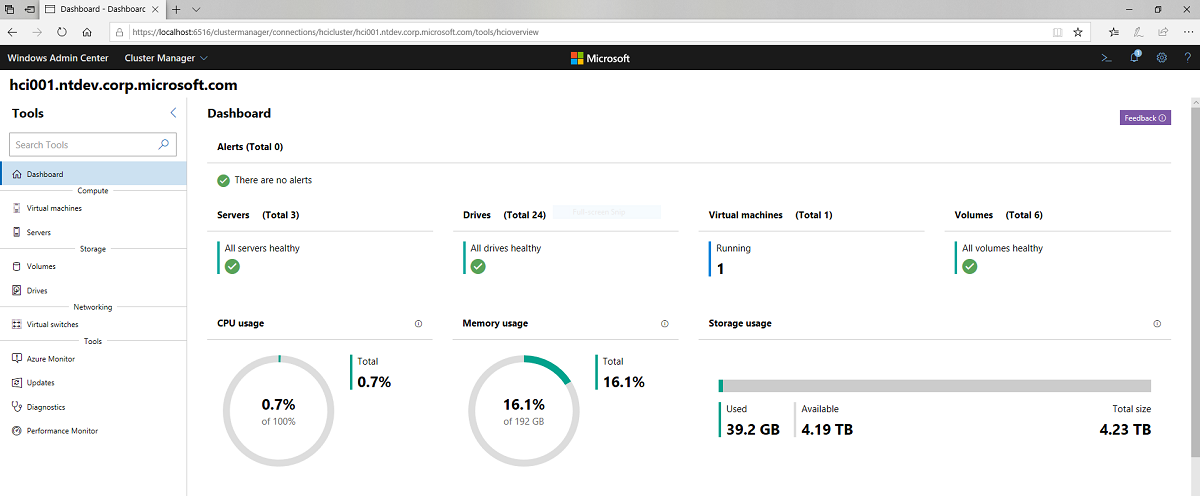 Dashboard - Dashboarc
https://localhost:6516/clustermanager/connections/hcicluster/hci001.ntdev.corp.microsoft.com/tools/hcioverview
Windows Admin Center Cluster Manager Microsoft 1 ?
hci001.ntdev.corp.microsoft.com
Tools
Search Tools
Dashboard
Compute
Virtual machines
Servers
Storage
Volumes
Drives
Networking
Virtual switches
Tools
Azure Monitor
Updates
Diagnostics
Performance Monitor
Dashboard
Feedback
Alerts (Total 0)
There are no alerts
Servers (Total 3)
All servers healthy
Drives (Total 24)
Full-screen Snip
All drives healthy
Virtual machines (Total 1)
Running
1
Volumes (Total 6)
All volumes healthy
CPU usage
0.7%
of 100%
Total
0.7%
Memory usage
16.1%
of 192 GB
Total
16.1%
Storage usage
Used
39.2 GB
Available
4.19 TB
Total size
4.23 TB